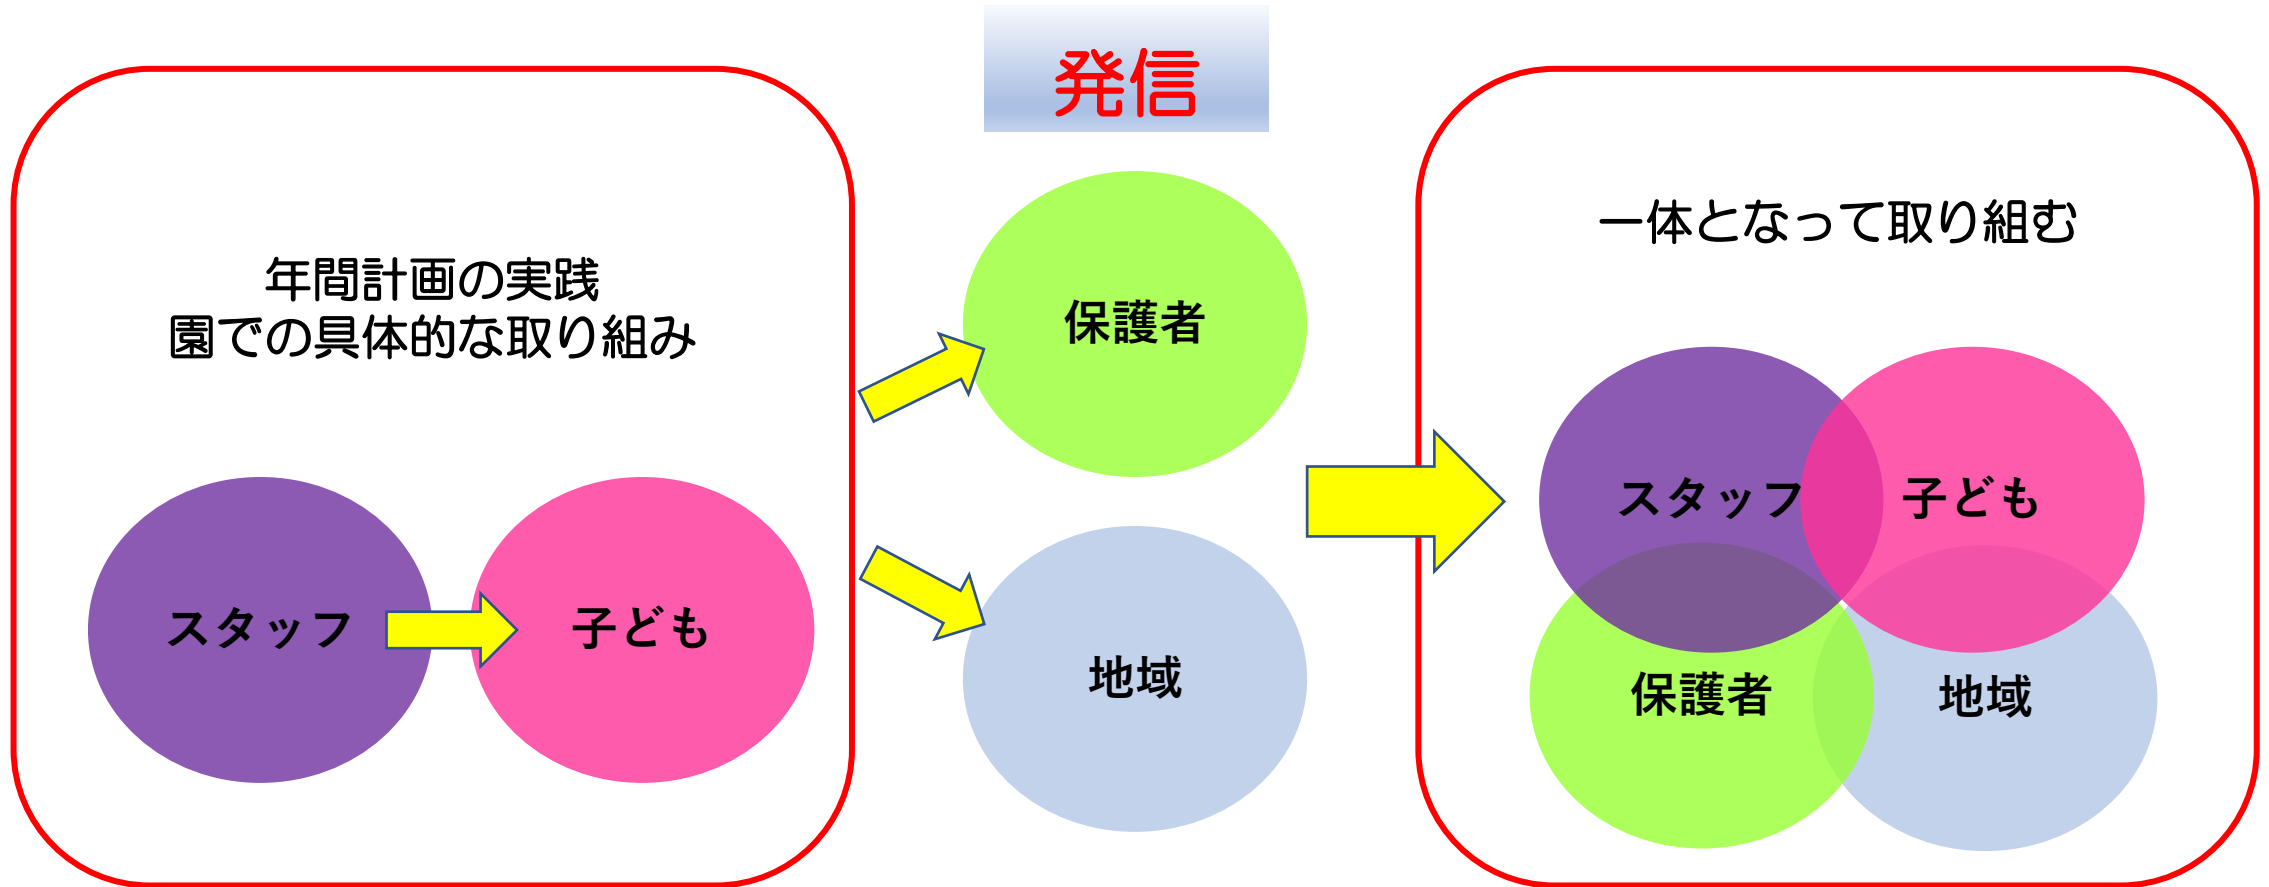 年間計画の実践
園での具体的な取り組み
スタッフ
子ども
発信
保護者
地域
一体となって取り組む
スタッフ
子ども
保護者
地域